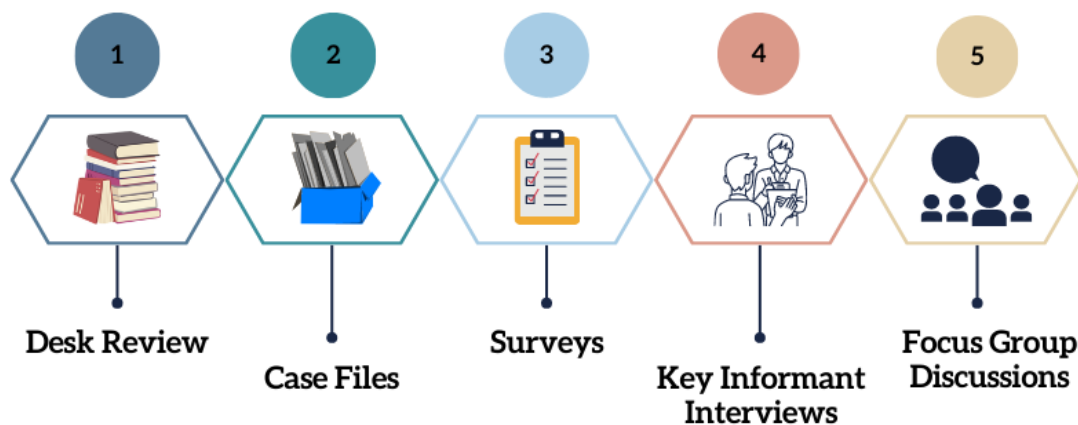 1
2
3
4
5
Desk Review
Case Files
Surveys
Key Informant
Interviews
Focus Group
Discussions